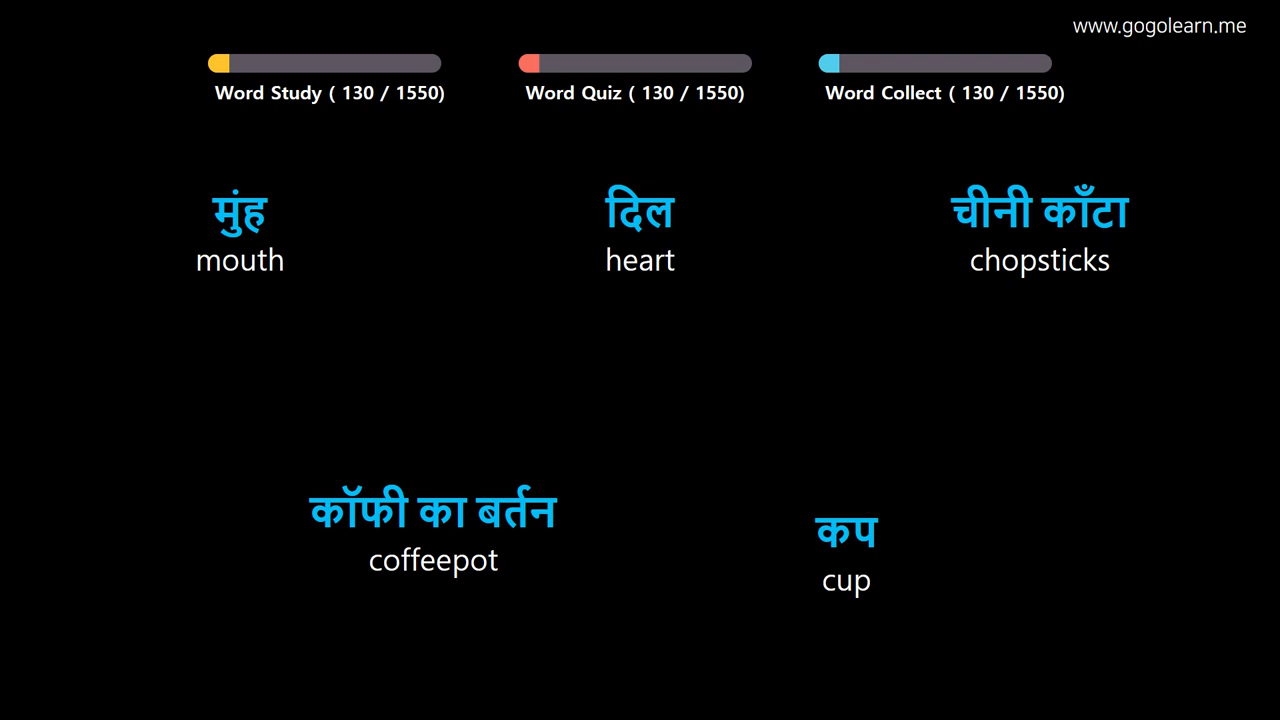 www.gogolearn.me
Word Study ( 130 / 1550)
Word Quiz ( 130 / 1550)
Word Collect ( 130 / 1550)
मुंह
mouth
दिल
heart
चीनी काँटा
chopsticks
कॉफी का बर्तन
coffeepot
कप
cup